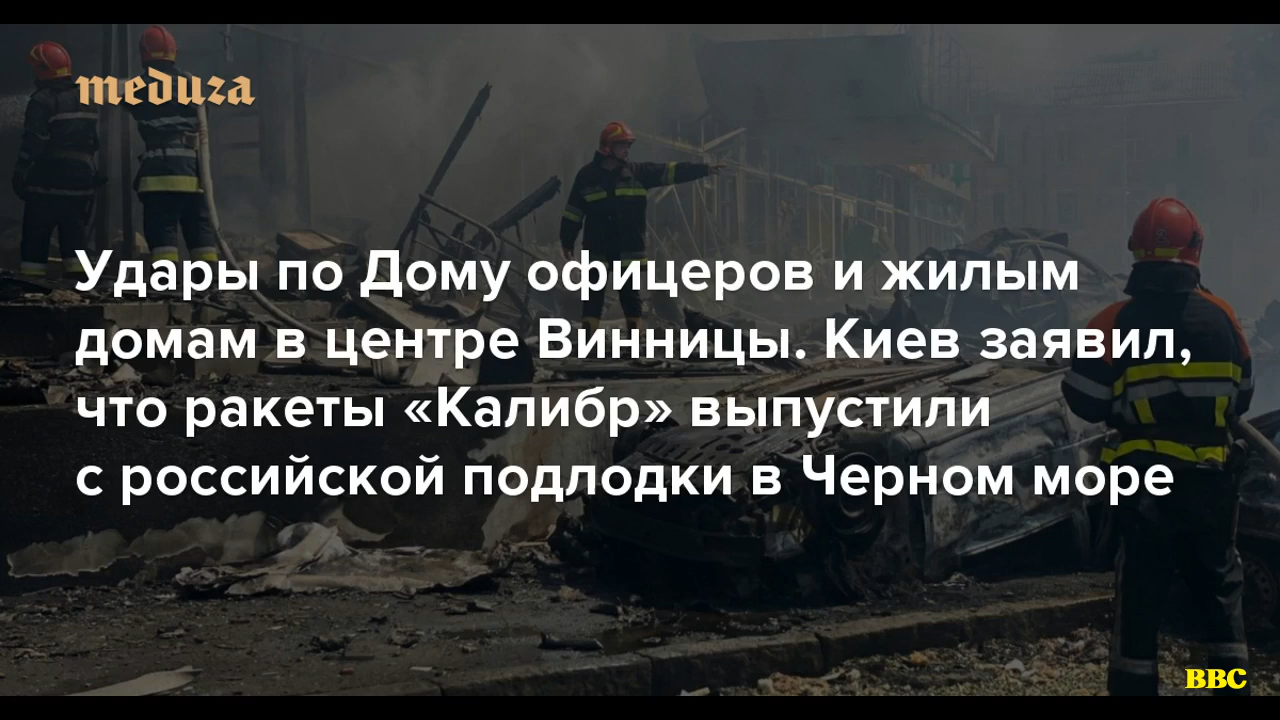 meduza
Удары по Дому офицеров и жилым
домам в центре Винницы. Киев заявил,
что ракеты «Калибр» выпустили
с российской подлодки в Черном море
BBC